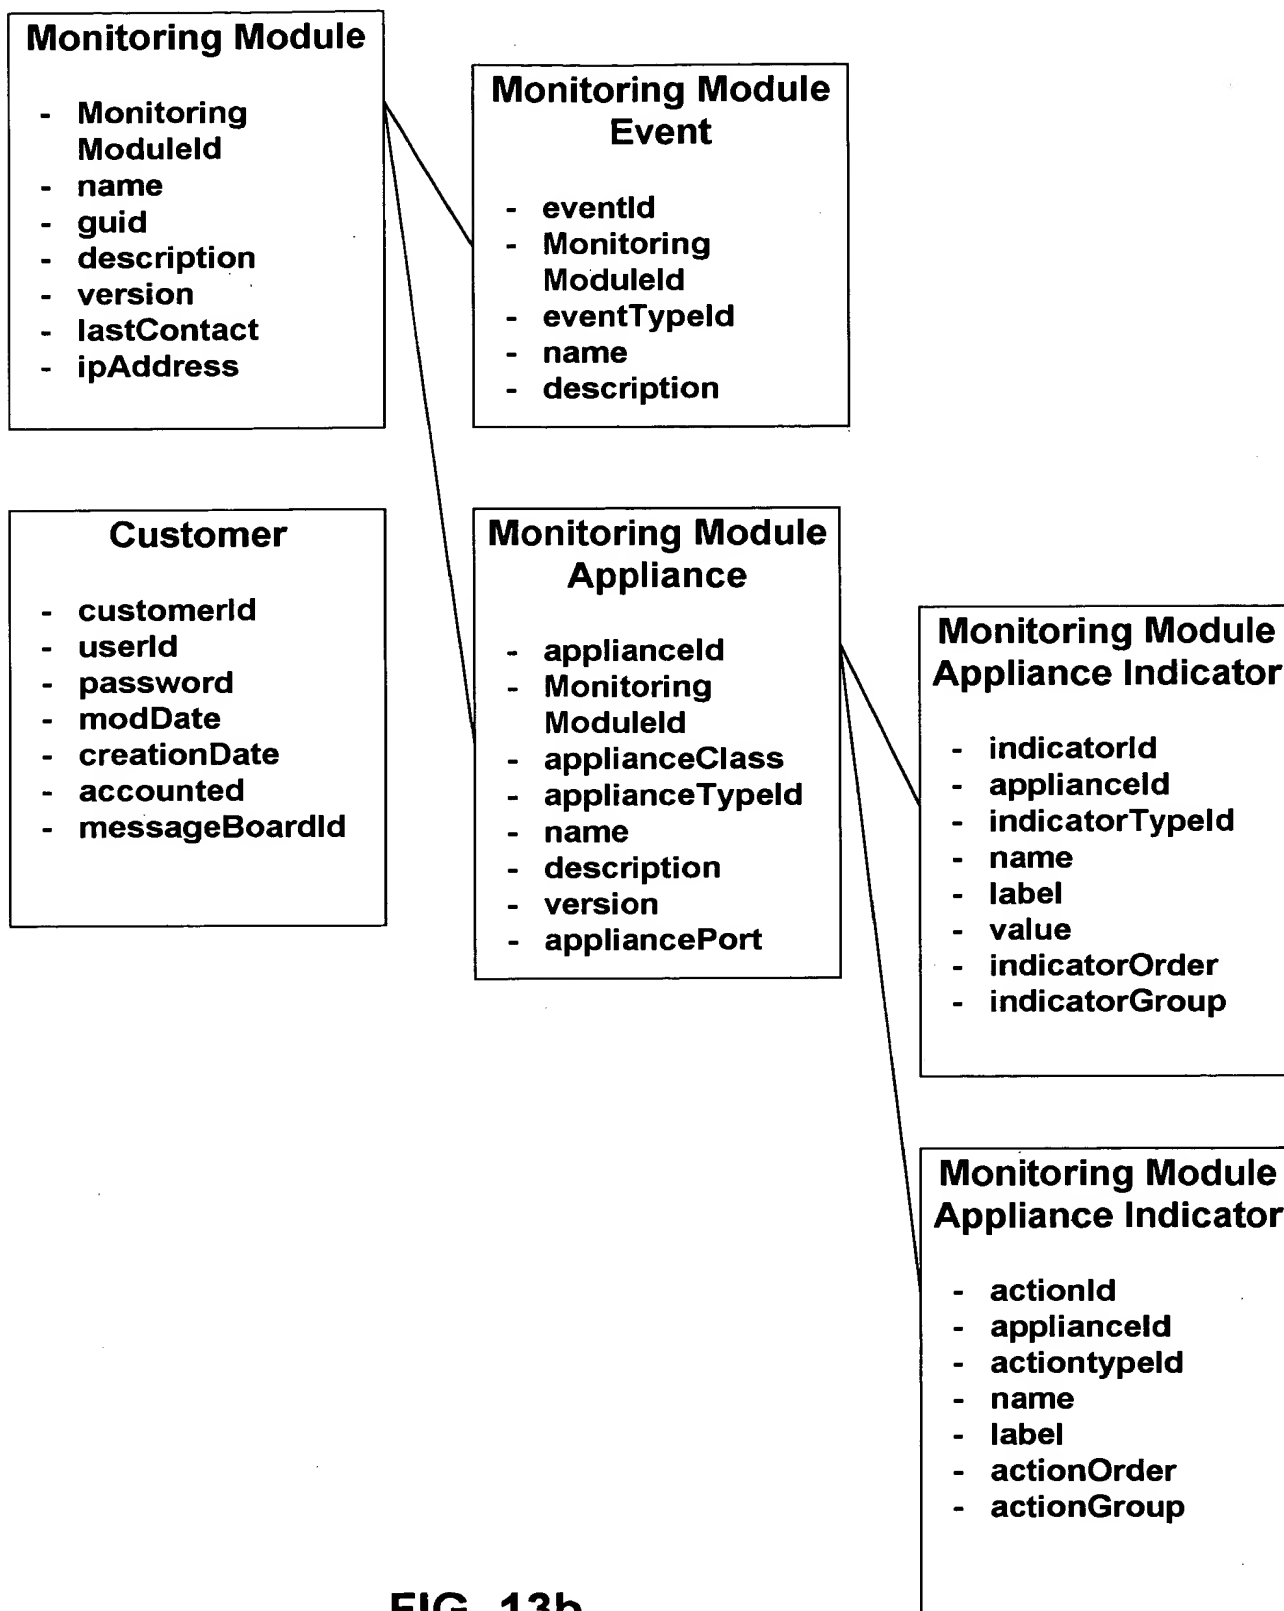 Monitoring Module
- Monitoring
ModuleId
- name
- guid
- description
- version
- lastContact
- ipAddress
Monitoring Module
Event
- eventId
- Monitoring
ModuleId
- eventTypeId
- name
- description
Customer
- customerId
- userId
- password
- modDate
- creationDate
- accounted
- messageBoardId
Monitoring Module
Appliance
- applianceId
- Monitoring
ModuleId
- applianceClass
- applianceTypeId
- name
- description
- version
- appliancePort
Monitoring Module
Appliance Indicator
- indicatorId
- applianceId
- indicatorTypeId
- name
- label
- value
- indicatorOrder
- indicatorGroup
Monitoring Module
Appliance Indicator
- actionId
- applianceId
- actiontypeId
- name
- label
- actionOrder
- actionGroup
FIG. 13b